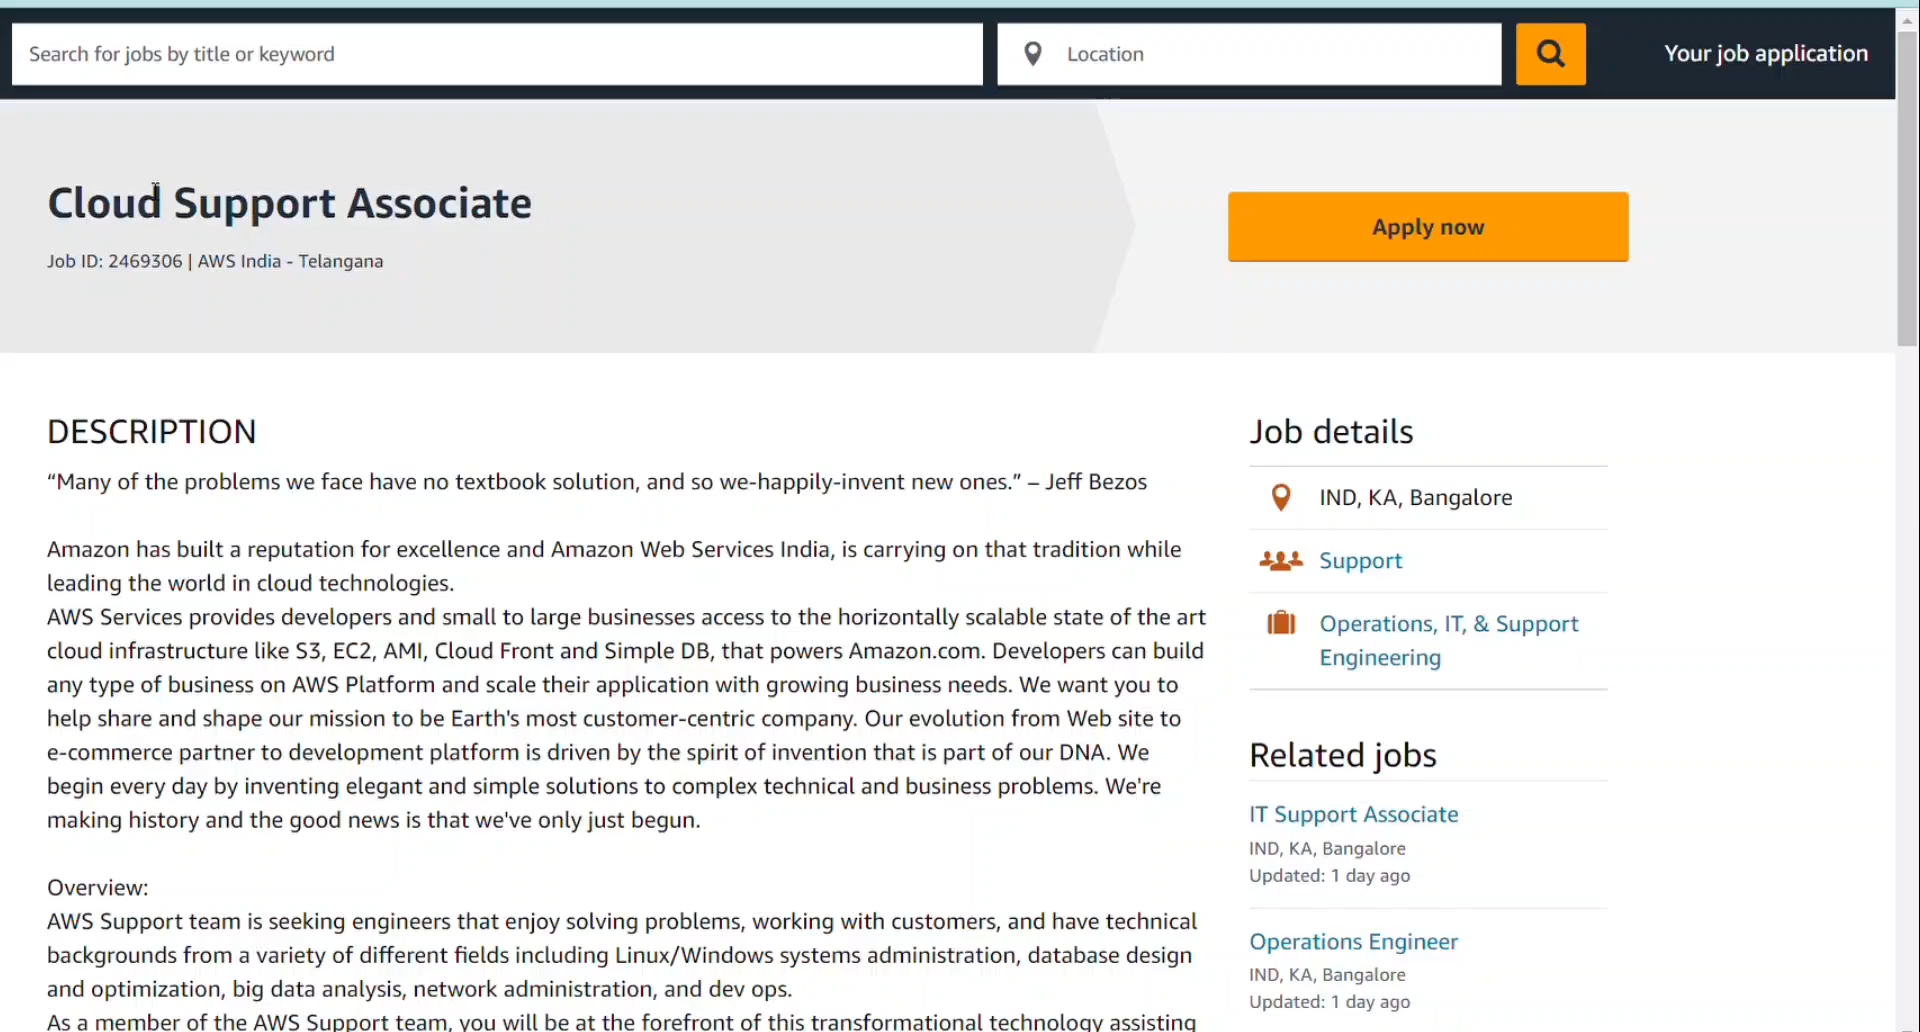 Search for jobs by title or keyword
Location
Your job application
Cloud Support Associate
Job ID: 2469306 | AWS India - Telangana
Apply now
DESCRIPTION
“Many of the problems we face have no textbook solution, and so we-happily-invent new ones.” – Jeff Bezos
Amazon has built a reputation for excellence and Amazon Web Services India, is carrying on that tradition while
leading the world in cloud technologies.
AWS Services provides developers and small to large businesses access to the horizontally scalable state of the art
cloud infrastructure like S3, EC2, AMI, Cloud Front and Simple DB, that powers Amazon.com. Developers can build
any type of business on AWS Platform and scale their application with growing business needs. We want you to
help share and shape our mission to be Earth's most customer-centric company. Our evolution from Web site to
e-commerce partner to development platform is driven by the spirit of invention that is part of our DNA. We
begin every day by inventing elegant and simple solutions to complex technical and business problems. We're
making history and the good news is that we've only just begun.
Overview:
AWS Support team is seeking engineers that enjoy solving problems, working with customers, and have technical
backgrounds from a variety of different fields including Linux/Windows systems administration, database design
and optimization, big data analysis, network administration, and dev ops.
As a member of the AWS Support team, you will be at the forefront of this transformational technology assisting
Job details
IND, KA, Bangalore
Support
Operations, IT, & Support
Engineering
Related jobs
IT Support Associate
IND, KA, Bangalore
Updated: 1 day ago
Operations Engineer
IND, KA, Bangalore
Updated: 1 day ago